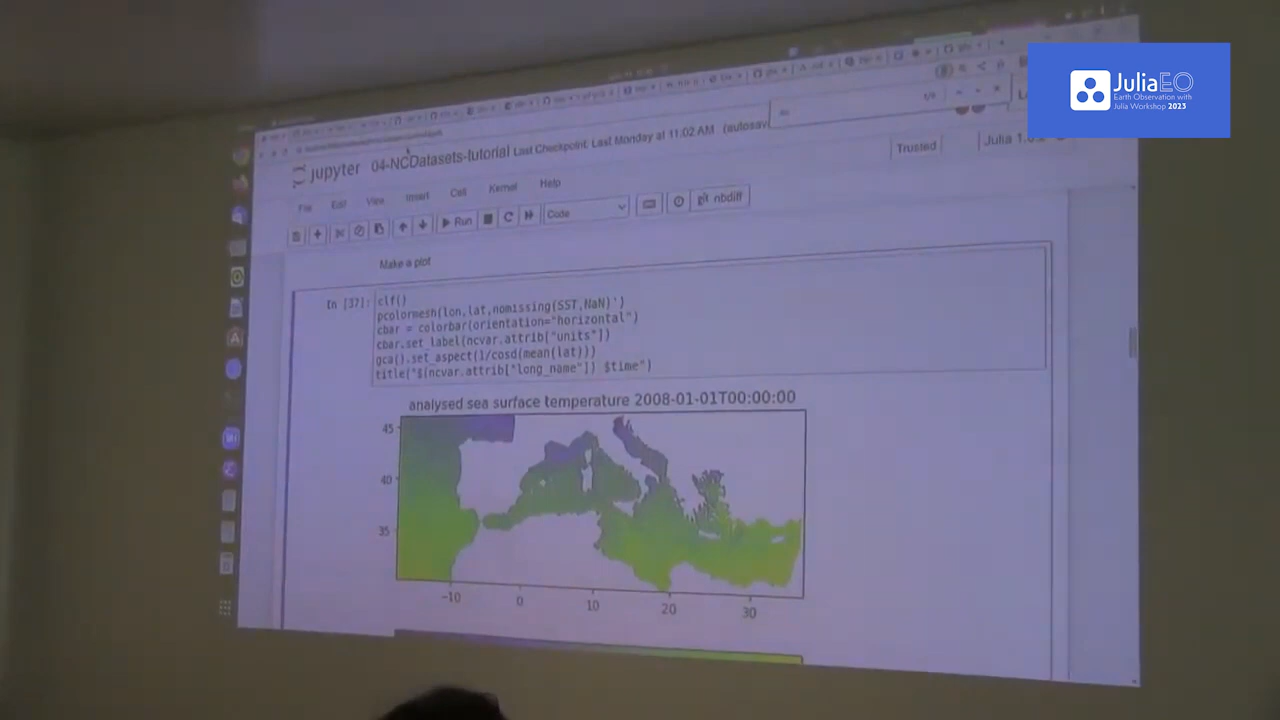 JuliaEO
Earth Observation with
Julia Workshop 2023
jupyter 04-NCDatasets-tutorial Last Checkpoint: Last Monday at 11:02 AM (autosav
Trusted
Julia 1.
File Edit View Insert Cell Kernel Help
Run Code nbdiff
Make a plot
In [37]:
clf()
pcolormesh(lon,lat,nomissing(SST,NaN)')
cbar = colorbar(orientation="horizontal")
cbar.set_label(ncvar.attrib["units"])
gca().set_aspect(1/cosd(mean(lat)))
title("$(ncvar.attrib["long_name"]) $time")
analysed sea surface temperature 2008-01-01T00:00:00
45
40
35
−10 0 10 20 30